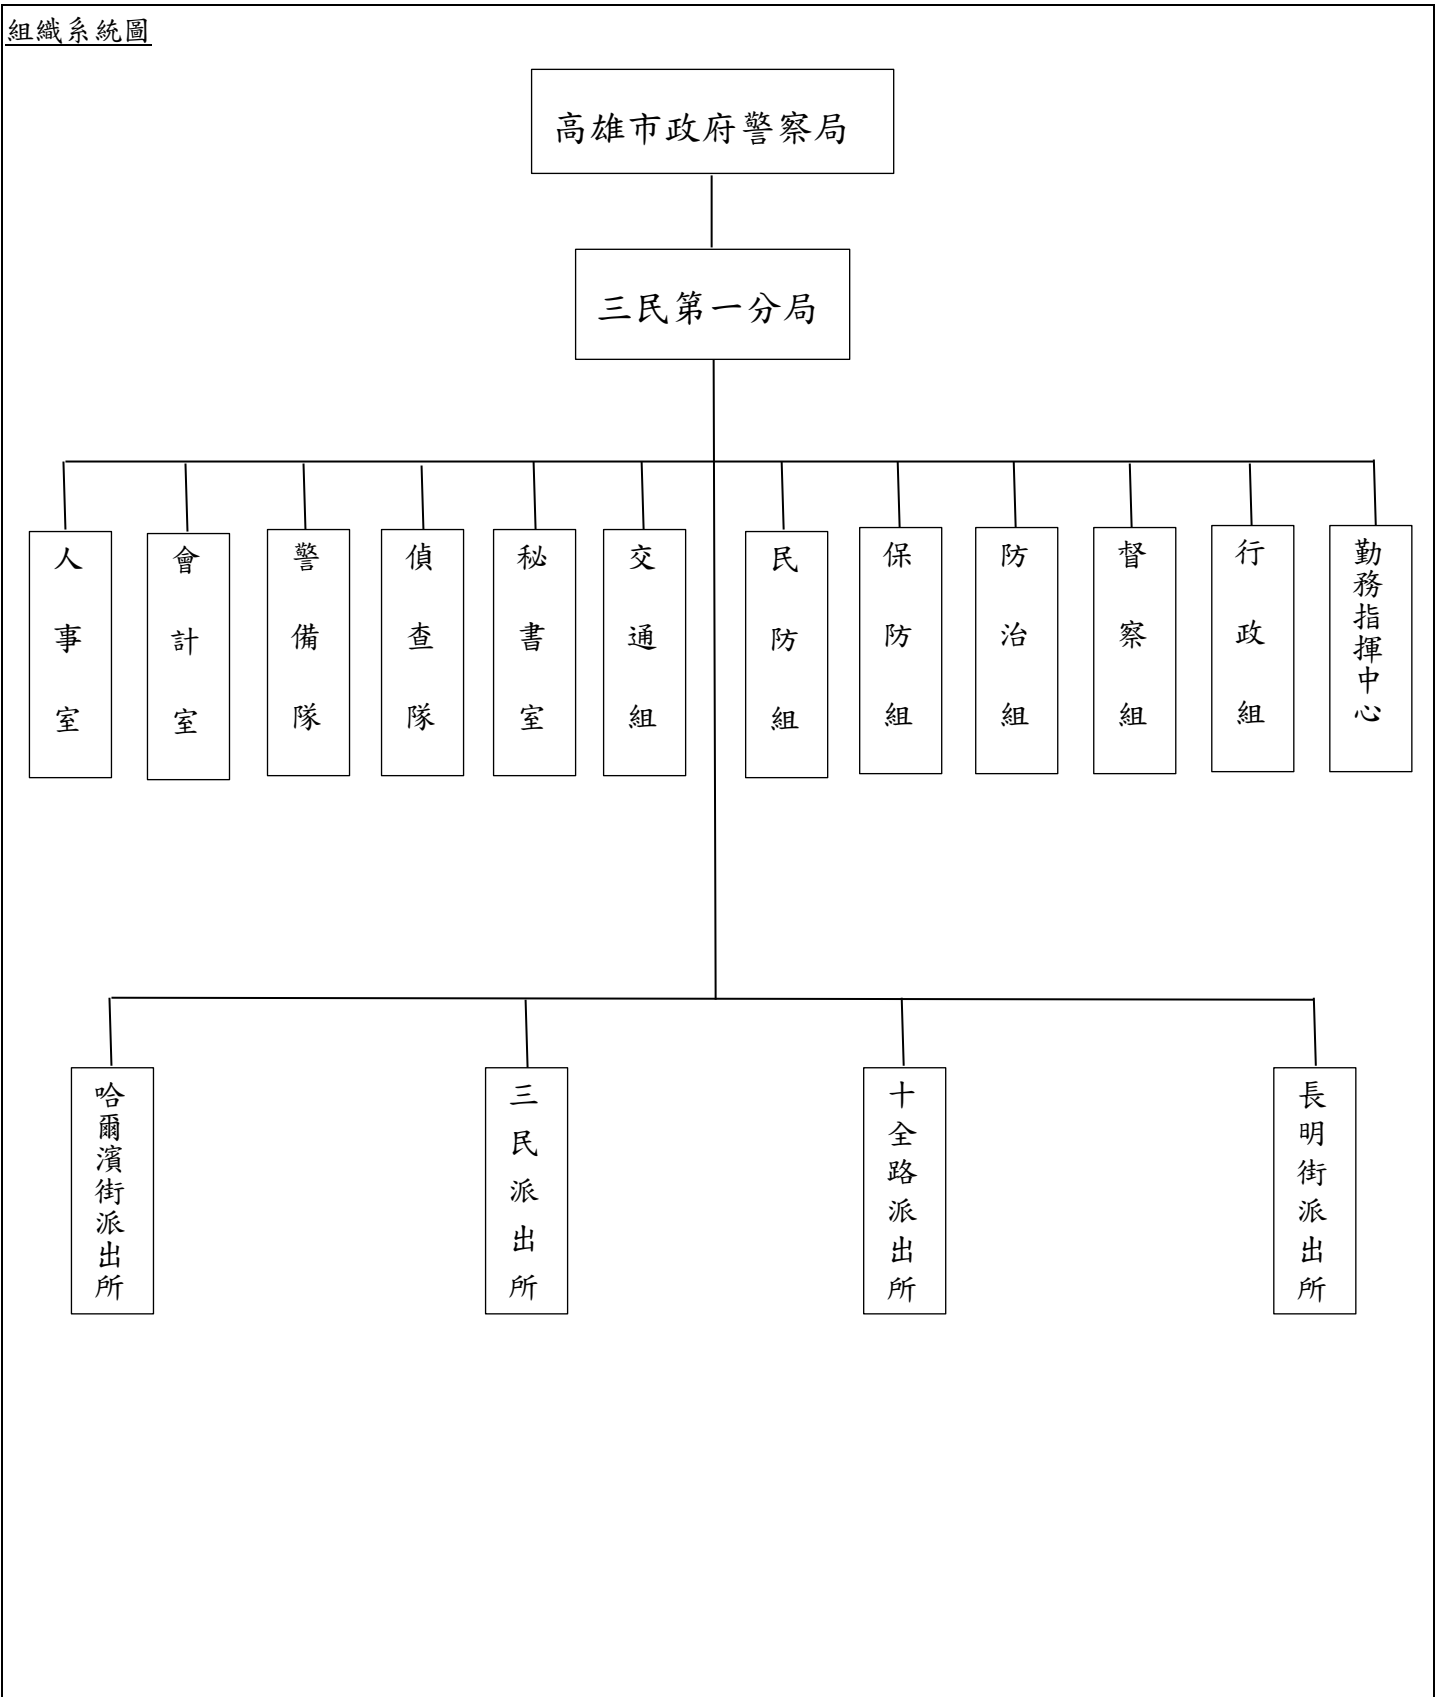 組織系統圖
高雄市政府警察局
三民第一分局
人事室
會計室
警備隊
偵查隊
秘書室
交通組
民防組
保防組
防治組
督察組
行政組
勤務指揮中心
哈爾濱街派出所
三民派出所
十全路派出所
長明街派出所